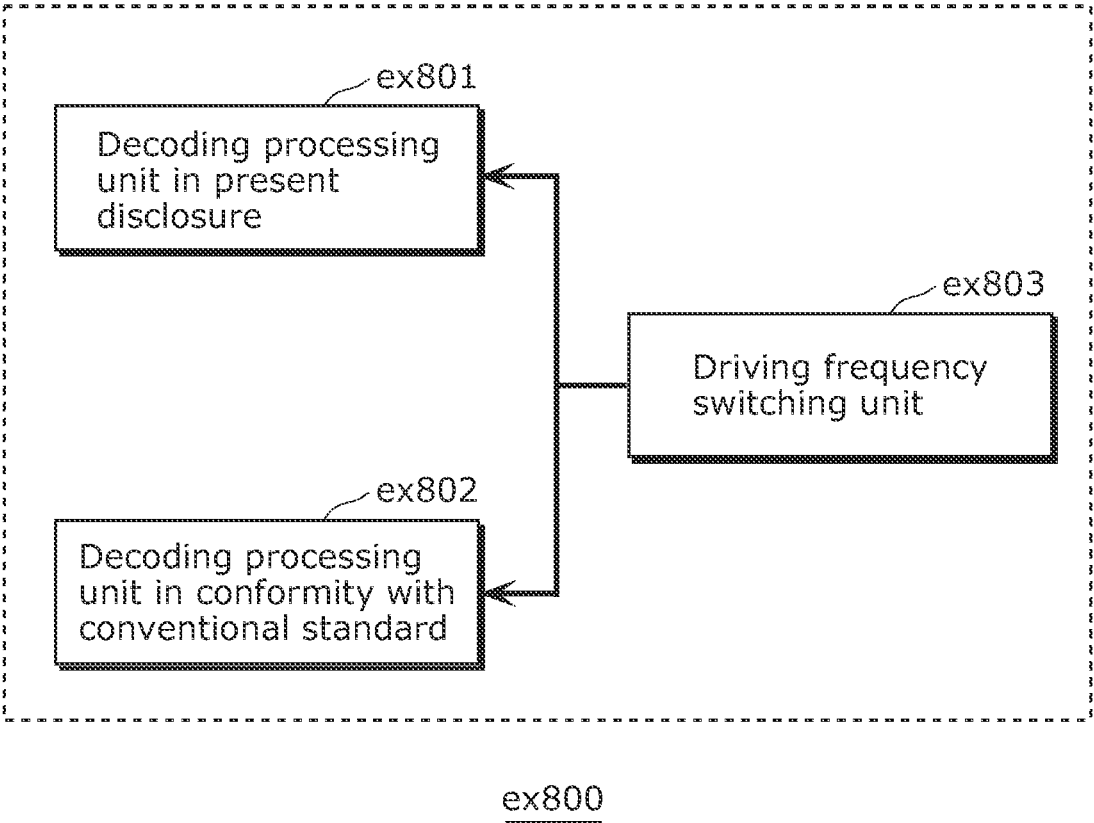 ex801
Decoding processing
unit in present
disclosure
ex803
Driving frequency
switching unit
ex802
Decoding processing
unit in conformity with
conventional standard
ex800